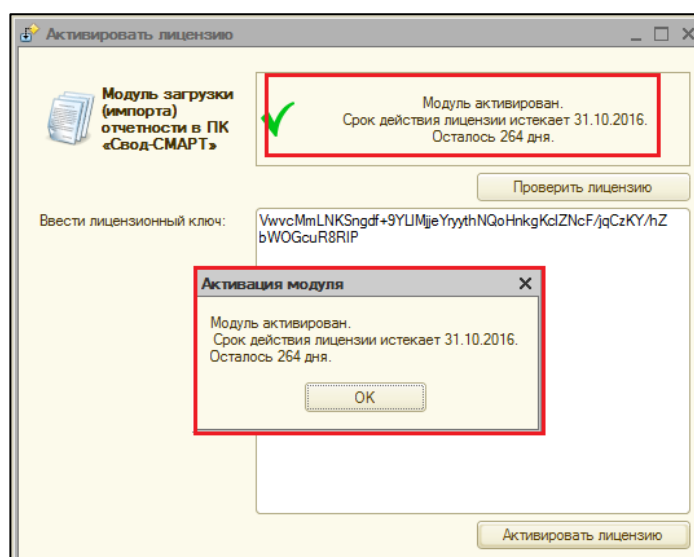 Активировать лицензию
Модуль загрузки
(импорта)
отчетности в ПК
«Свод-СМАРТ»
Модуль активирован.
Срок действия лицензии истекает 31.10.2016.
Осталось 264 дня.
Проверить лицензию
Ввести лицензионный ключ:
VwvcMmLNKSngdf+9YLlMjjeYryythNQoHnkgKclZNcF/jqCzKY/hZ
bWOGcuR8RlP
Активация модуля
Модуль активирован.
Срок действия лицензии истекает 31.10.2016.
Осталось 264 дня.
OK
Активировать лицензию